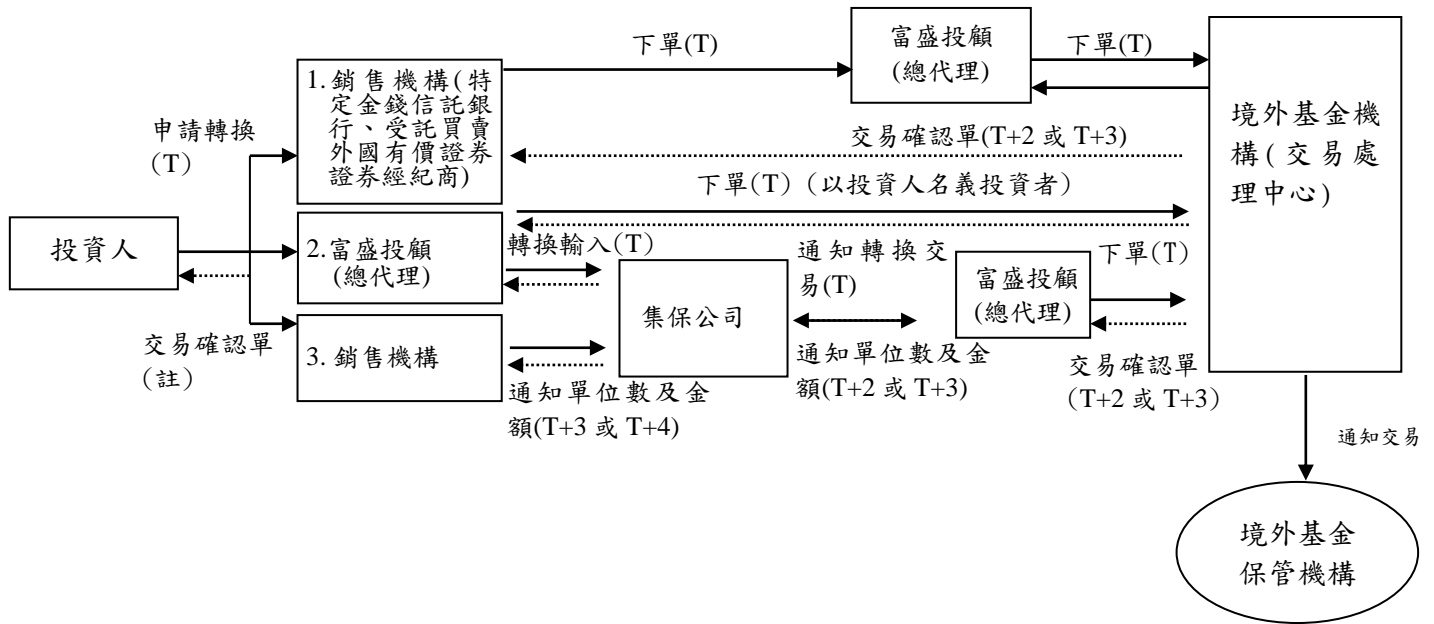 下單(T)
富盛投顧
(總代理)
下單(T)
1. 銷售機構(特
定金錢信託銀
行、受託買賣
外國有價證券
證券經紀商)
申請轉換
(T)
境外基金機
構(交易處
理中心)
交易確認單(T+2 或 T+3)
下單(T)（以投資人名義投資者）
投資人
2. 富盛投顧
(總代理)
轉換輸入(T)
通知轉換交
易(T)
下單(T)
富盛投顧
(總代理)
集保公司
交易確認單
（註）
3. 銷售機構
通知單位數及金
額(T+3 或 T+4)
通知單位數及金
額(T+2 或 T+3)
交易確認單
（T+2 或 T+3）
通知交易
境外基金
保管機構